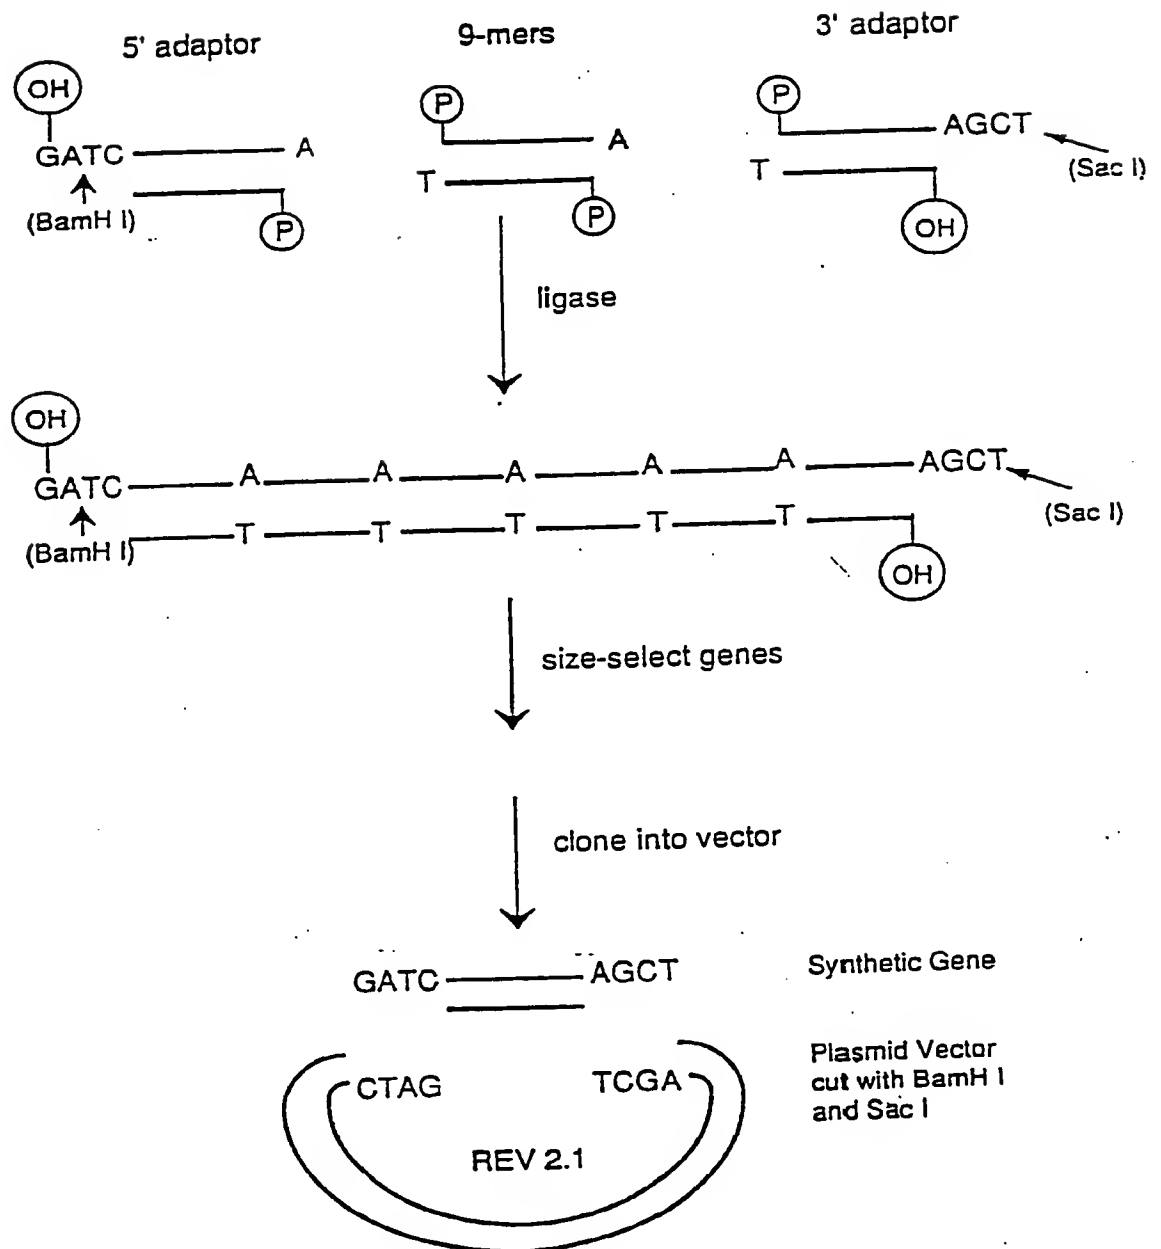 5' adaptor
9-mers
3' adaptor
OH
GATC
A
(BamH I)
P
P
A
T
P
P
AGCT
(Sac I)
T
OH
ligase
OH
GATC
A
A
A
A
A
AGCT
(Sac I)
(BamH I)
T
T
T
T
T
OH
size-select genes
clone into vector
GATC
AGCT
Synthetic Gene
CTAG
TCGA
Plasmid Vector
cut with BamH I
and Sac I
REV 2.1